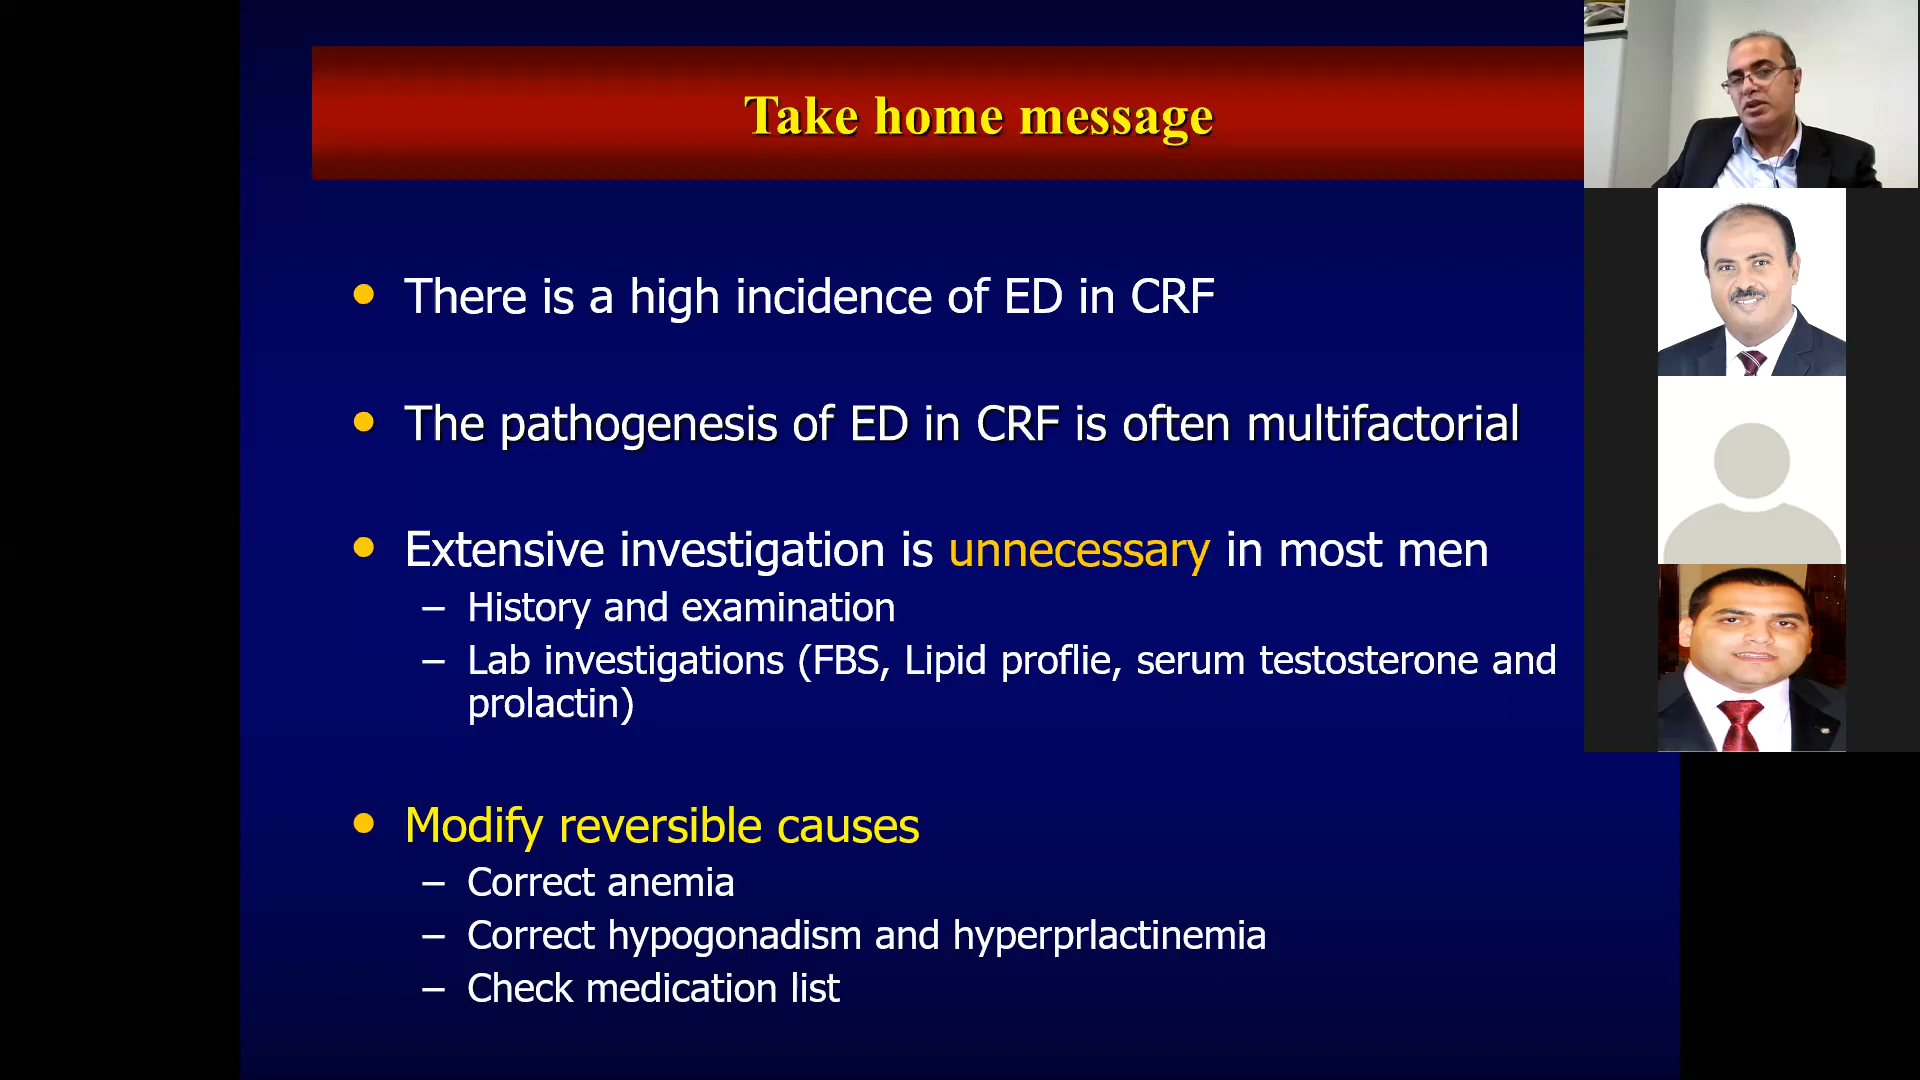 Take home message
• There is a high incidence of ED in CRF
• The pathogenesis of ED in CRF is often multifactorial
• Extensive investigation is unnecessary in most men
– History and examination
– Lab investigations (FBS, Lipid proflie, serum testosterone and
prolactin)
• Modify reversible causes
– Correct anemia
– Correct hypogonadism and hyperprlactinemia
– Check medication list